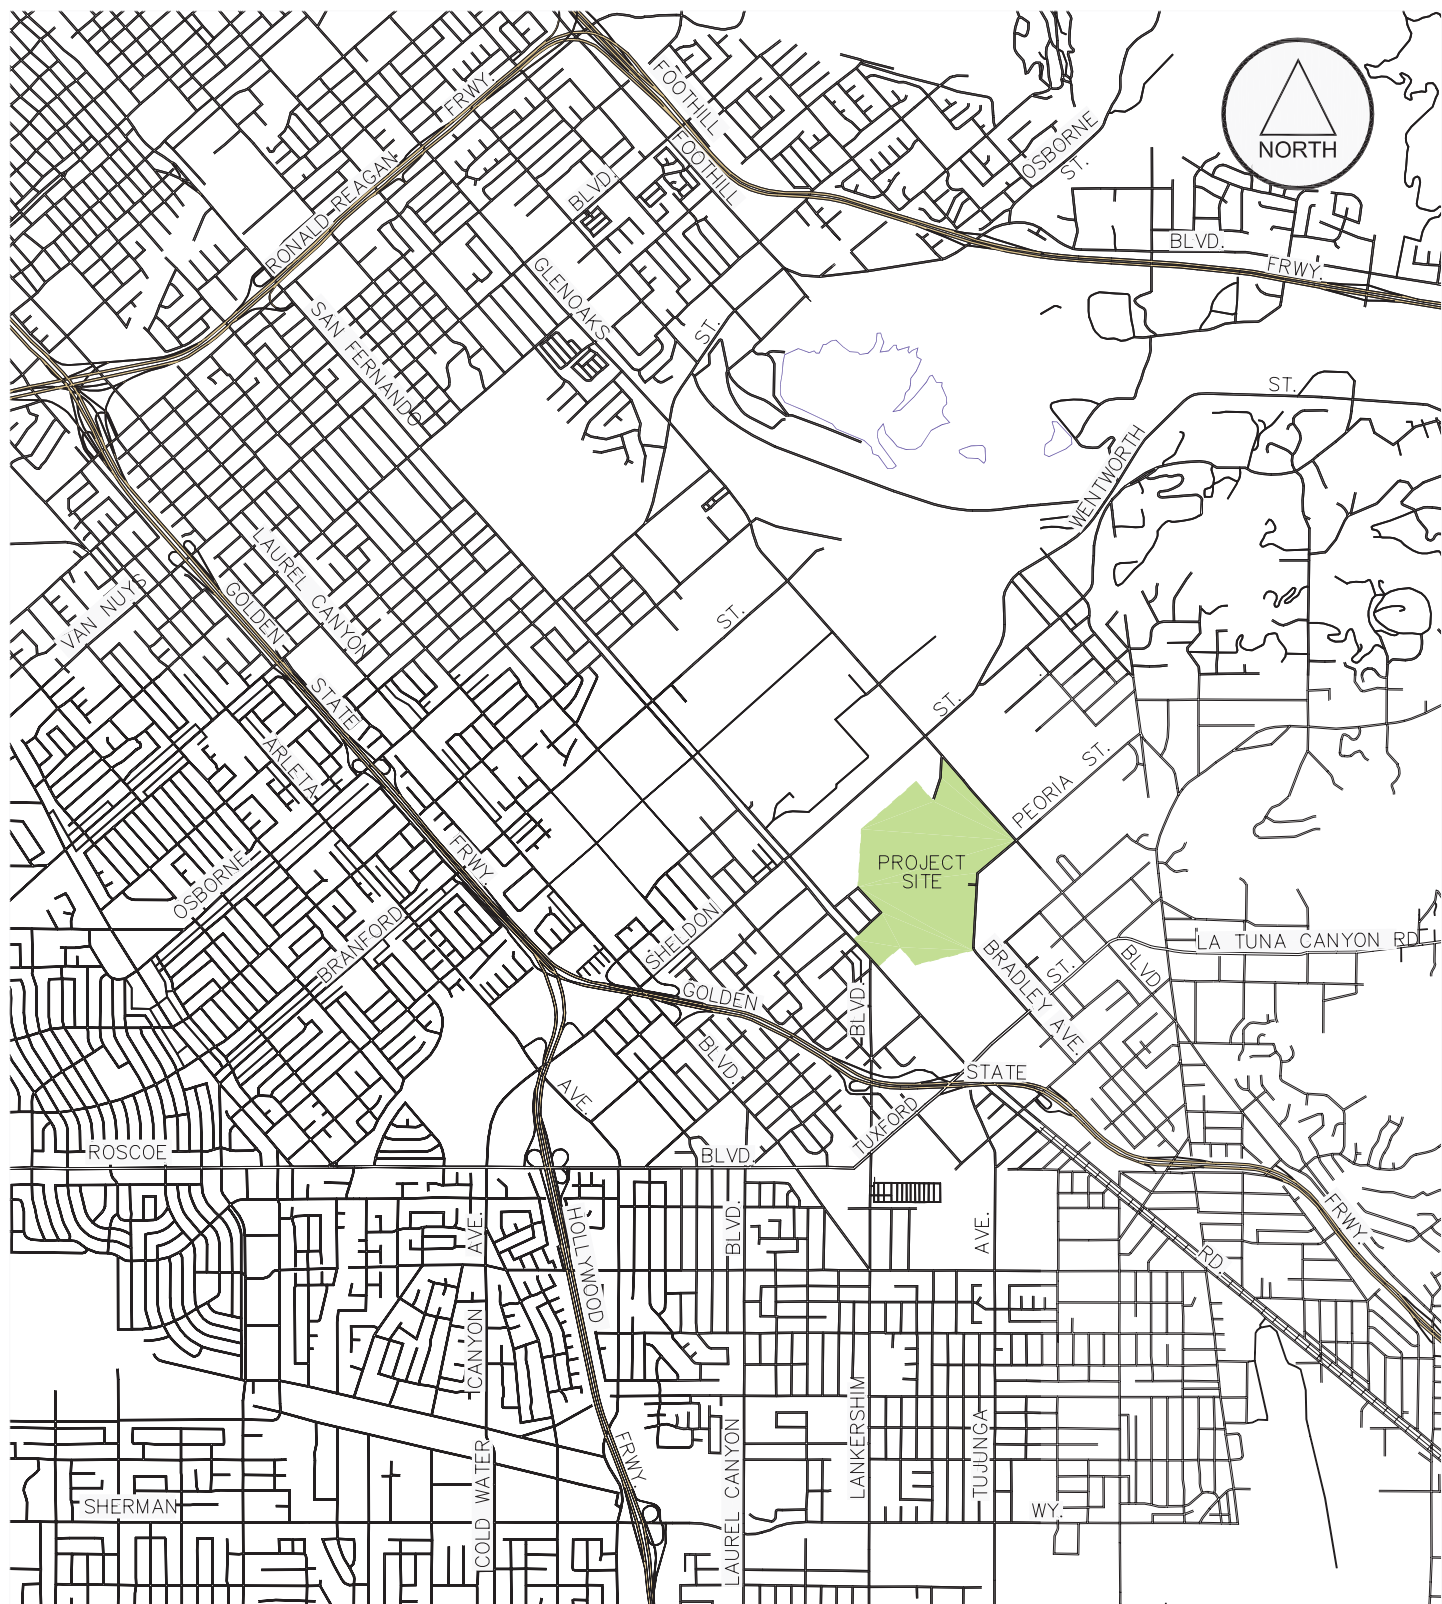 FOOTHILL
FRWY.
OSBORNE
ST.
NORTH
FOOTHILL
RONALD REAGAN
BLVD.
BLVD.
FRWY.
GLENOAKS
SAN FERNANDO
ST.
ST.
WENTWORTH
LAUREL CANYON
VAN NUYS
GOLDEN
ST.
STATE
ST.
ARLETA
PEORIA ST.
FRWY.
PROJECT
SITE
OSBORNE
BRANFORD
SHELDON
LA TUNA CANYON RD
BRADLEY AVE.
ST.
BLVD
GOLDEN
BLVD.
BLVD.
STATE
AVE.
TUXFORD
ROSCOE
BLVD.
HOLLYWOOD
AVE.
BLVD.
AVE.
FRWY.
RD.
CANYON
LANKERSHIM
TUJUNGA
FRWY.
COLD WATER
LAUREL CANYON
SHERMAN
WY.